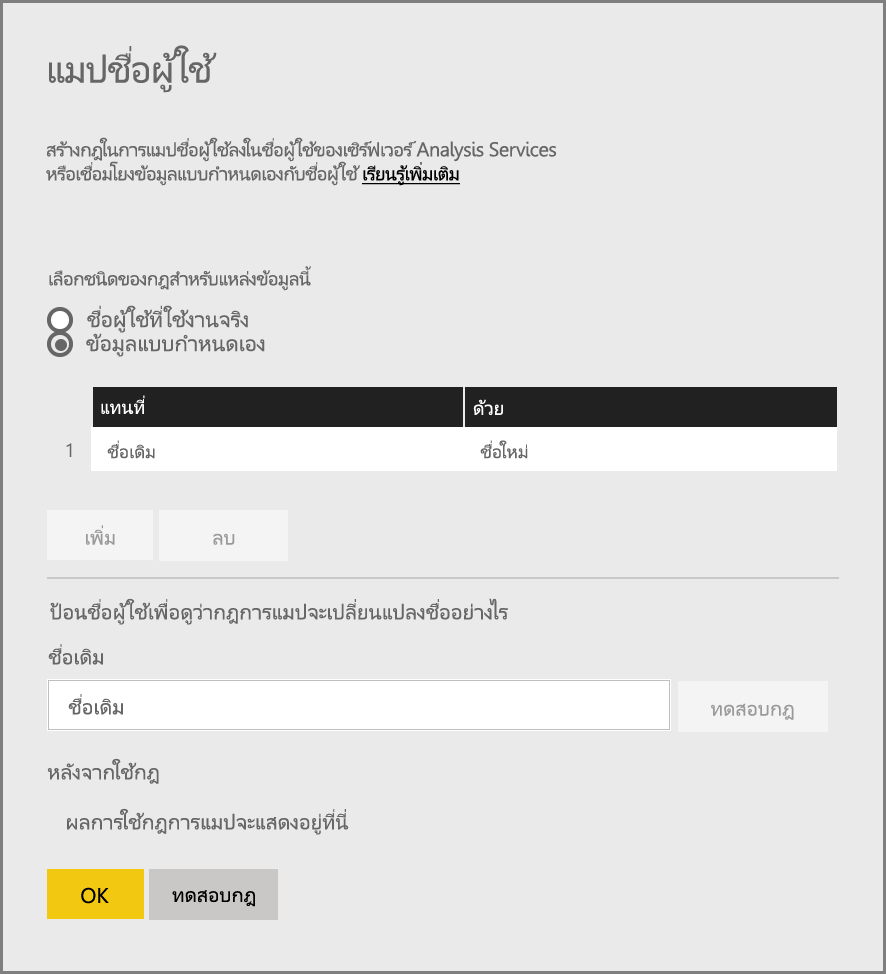 แมปชื่อผู้ใช้
สร้างกฎในการแมปชื่อผู้ใช้ลงในชื่อผู้ใช้ของเซิร์ฟเวอร์ Analysis Services
หรือเชื่อมโยงข้อมูลแบบกำหนดเองกับชื่อผู้ใช้ เรียนรู้เพิ่มเติม
เลือกชนิดของกฎสำหรับแหล่งข้อมูลนี้
ชื่อผู้ใช้ที่ใช้งานจริง
ข้อมูลแบบกำหนดเอง
แทนที่ ด้วย
1 ชื่อเดิม ชื่อใหม่
เพิ่ม ลบ
ป้อนชื่อผู้ใช้เพื่อดูว่ากฎการแมปจะเปลี่ยนแปลงชื่ออย่างไร
ชื่อเดิม
ชื่อเดิม ทดสอบกฎ
หลังจากใช้กฎ
ผลการใช้กฎการแมปจะแสดงอยู่ที่นี่
OK ทดสอบกฎ